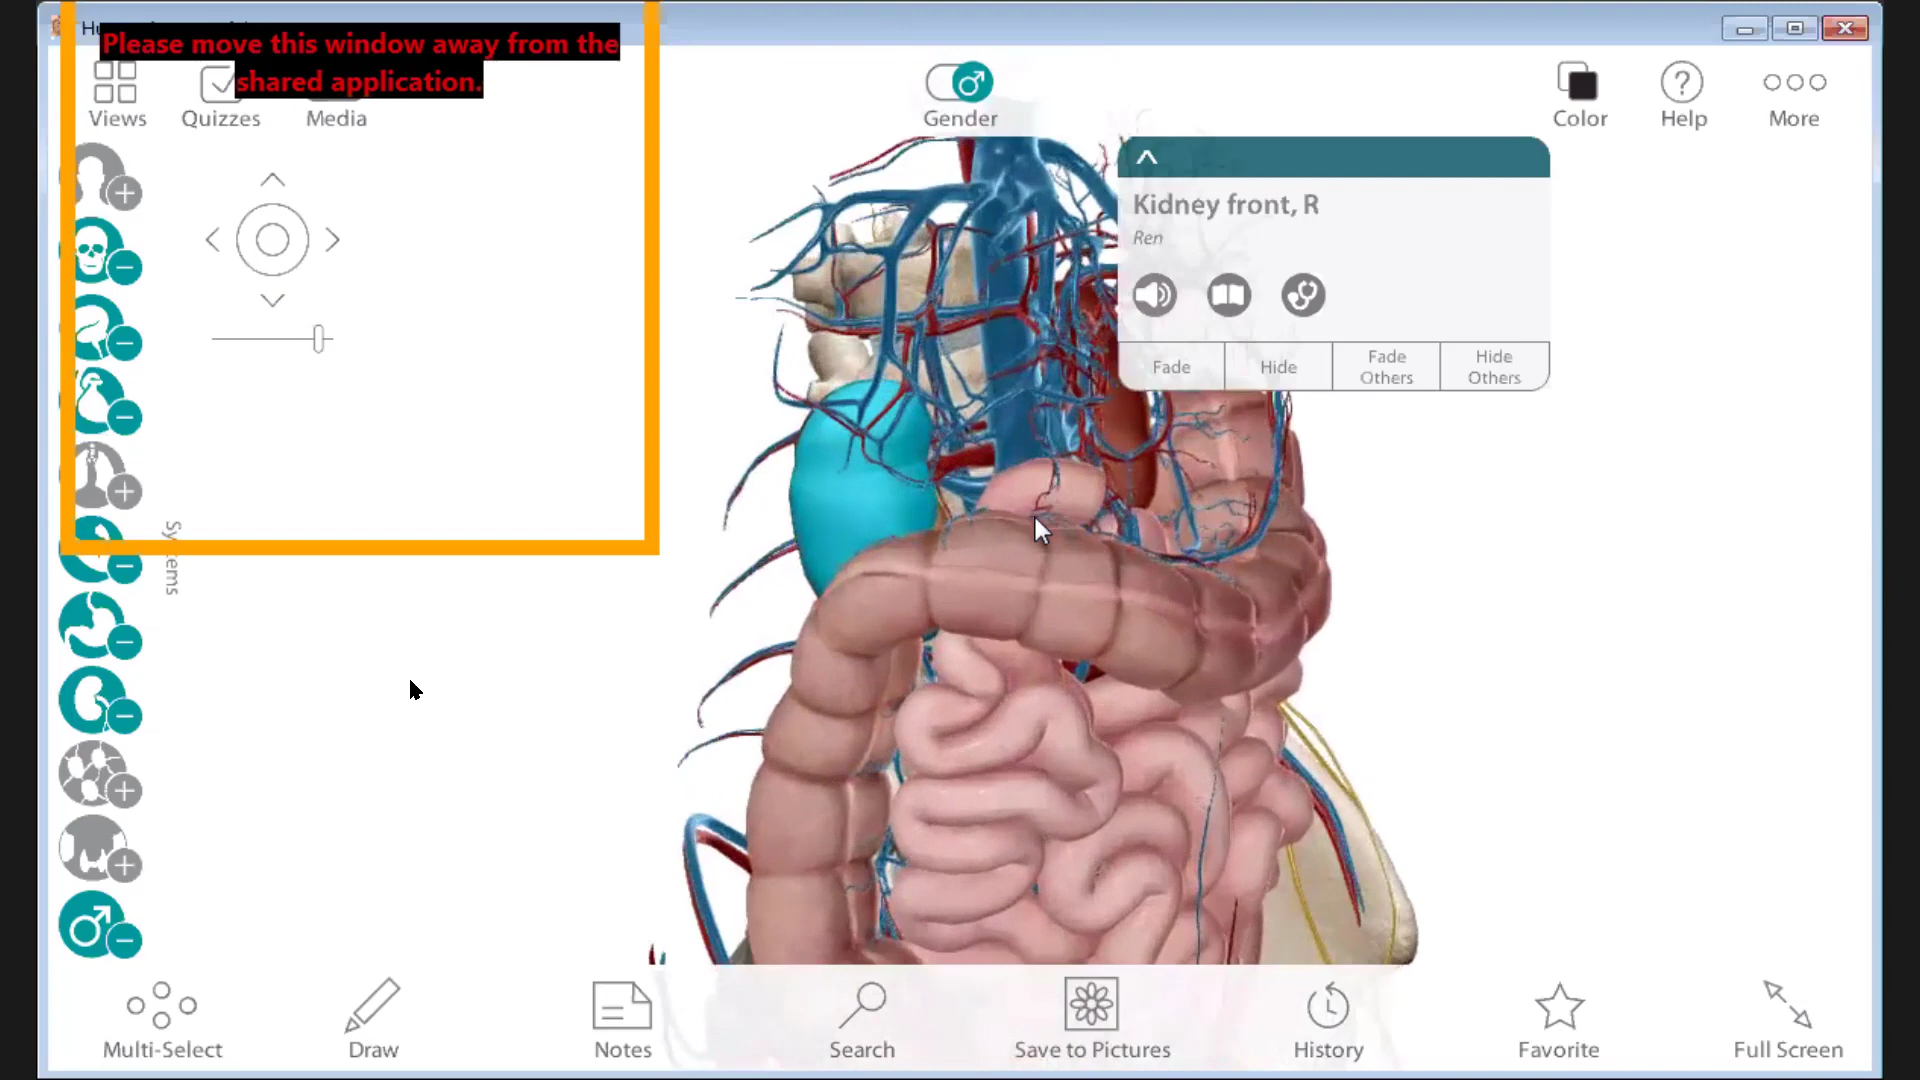 Please move this window away from the
shared application.
Views
Quizzes
Media
Gender
Color
Help
More
Kidney front, R
Ren
Fade
Hide
Fade
Others
Hide
Others
Multi-Select
Draw
Notes
Search
Save to Pictures
History
Favorite
Full Screen